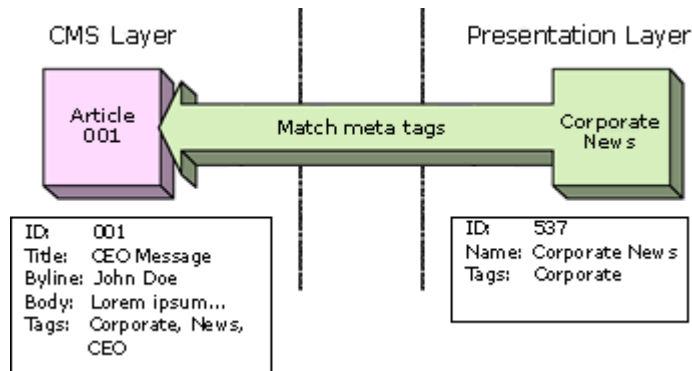 CMS Layer
Presentation Layer
Article
001
Match meta tags
Corporate
News
ID: 001
Title: CEO Message
Byline: John Doe
Body: Lorem ipsum...
Tags: Corporate, News,
CEO
ID: 537
Name: Corporate News
Tags: Corporate